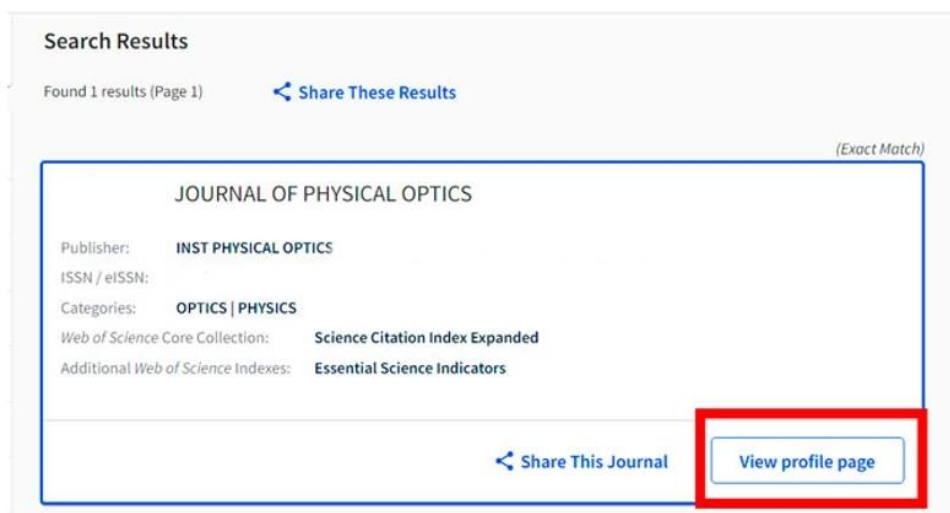 Search Results
Found 1 results (Page 1) Share These Results
(Exact Match)
JOURNAL OF PHYSICAL OPTICS
Publisher: INST PHYSICAL OPTICS
ISSN / eISSN:
Categories: OPTICS | PHYSICS
Web of Science Core Collection: Science Citation Index Expanded
Additional Web of Science Indexes: Essential Science Indicators
Share This Journal View profile page